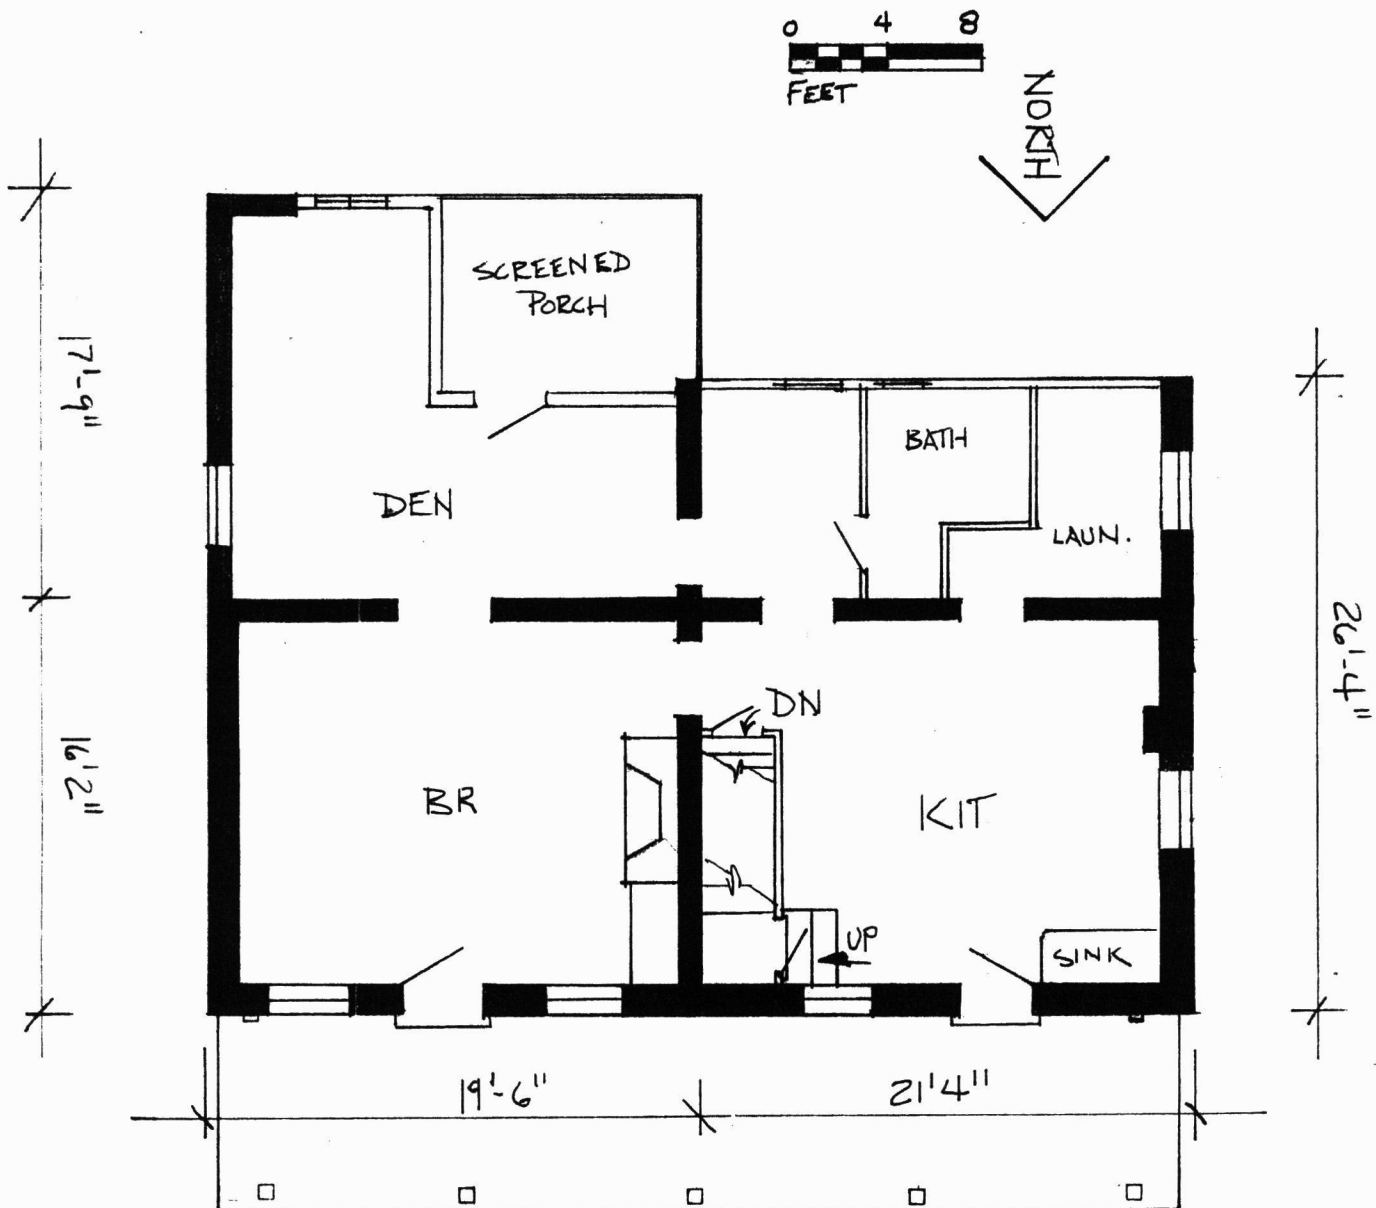 0 4 8
FEET
NORTH
SCREENED
PORCH
17'-9"
BATH
DEN
LAUN.
26'-4"
DN
16'2"
BR
KIT
UP
SINK
19'-6"
21'4"